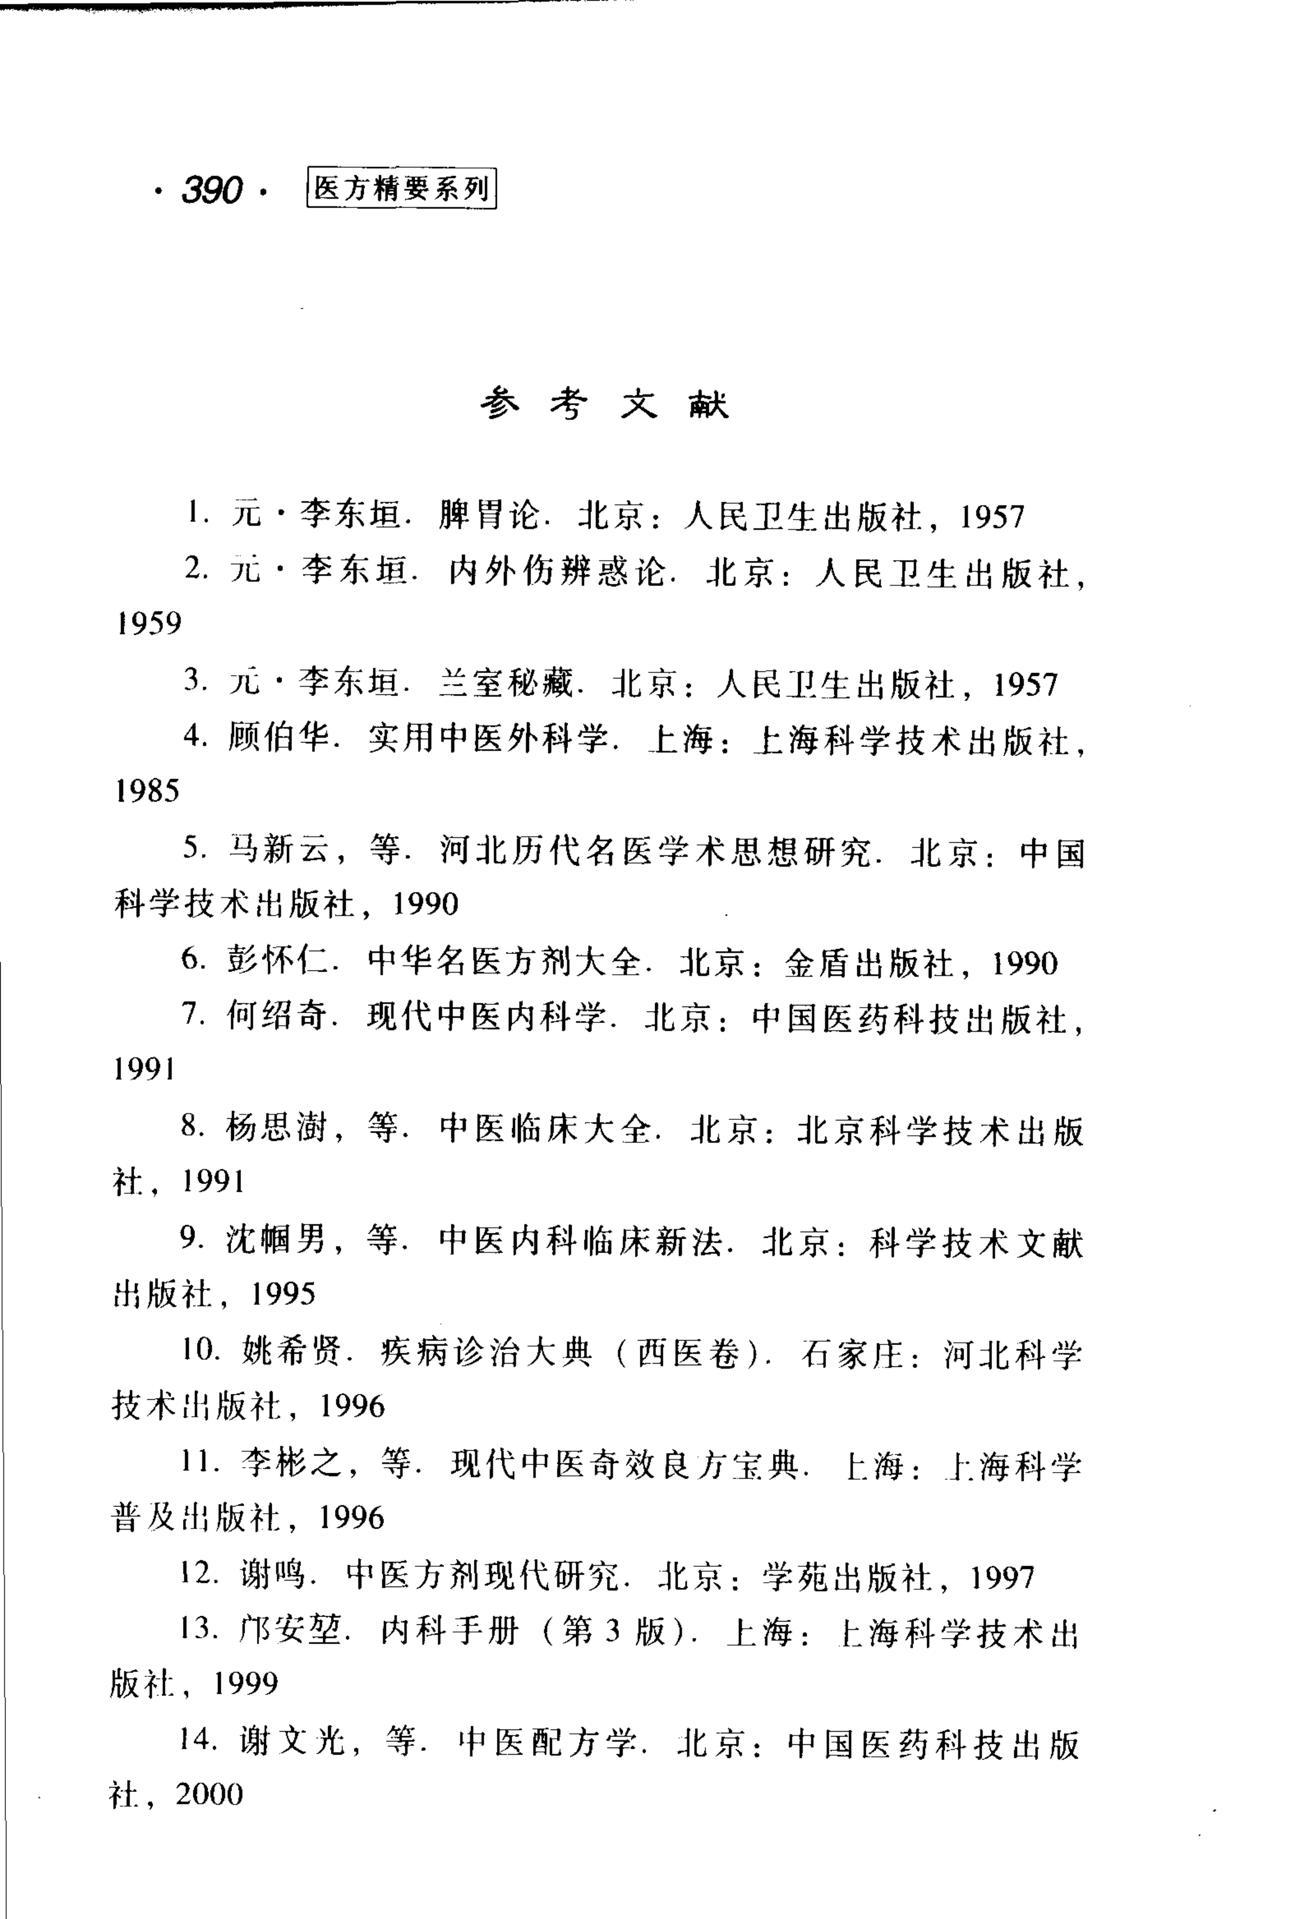 · 390 · 医方精要系列
参考文献
1. 元·李东垣. 脾胃论. 北京: 人民卫生出版社, 1957
2. 元·李东垣. 内外伤辨惑论. 北京: 人民卫生出版社,
1959
3. 元·李东垣. 兰室秘藏. 北京: 人民卫生出版社, 1957
4. 顾伯华. 实用中医外科学. 上海: 上海科学技术出版社,
1985
5. 马新云, 等. 河北历代名医学术思想研究. 北京: 中国
科学技术出版社, 1990
6. 彭怀仁. 中华名医方剂大全. 北京: 金盾出版社, 1990
7. 何绍奇. 现代中医内科学. 北京: 中国医药科技出版社,
1991
8. 杨思澍, 等. 中医临床大全. 北京: 北京科学技术出版
社, 1991
9. 沈帼男, 等. 中医内科临床新法. 北京: 科学技术文献
出版社, 1995
10. 姚希贤. 疾病诊治大典 (西医卷). 石家庄: 河北科学
技术出版社, 1996
11. 李彬之, 等. 现代中医奇效良方宝典. 上海: 上海科学
普及出版社, 1996
12. 谢鸣. 中医方剂现代研究. 北京: 学苑出版社, 1997
13. 邝安堃. 内科手册 (第 3 版). 上海: 上海科学技术出
版社, 1999
14. 谢文光, 等. 中医配方学. 北京: 中国医药科技出版
社, 2000